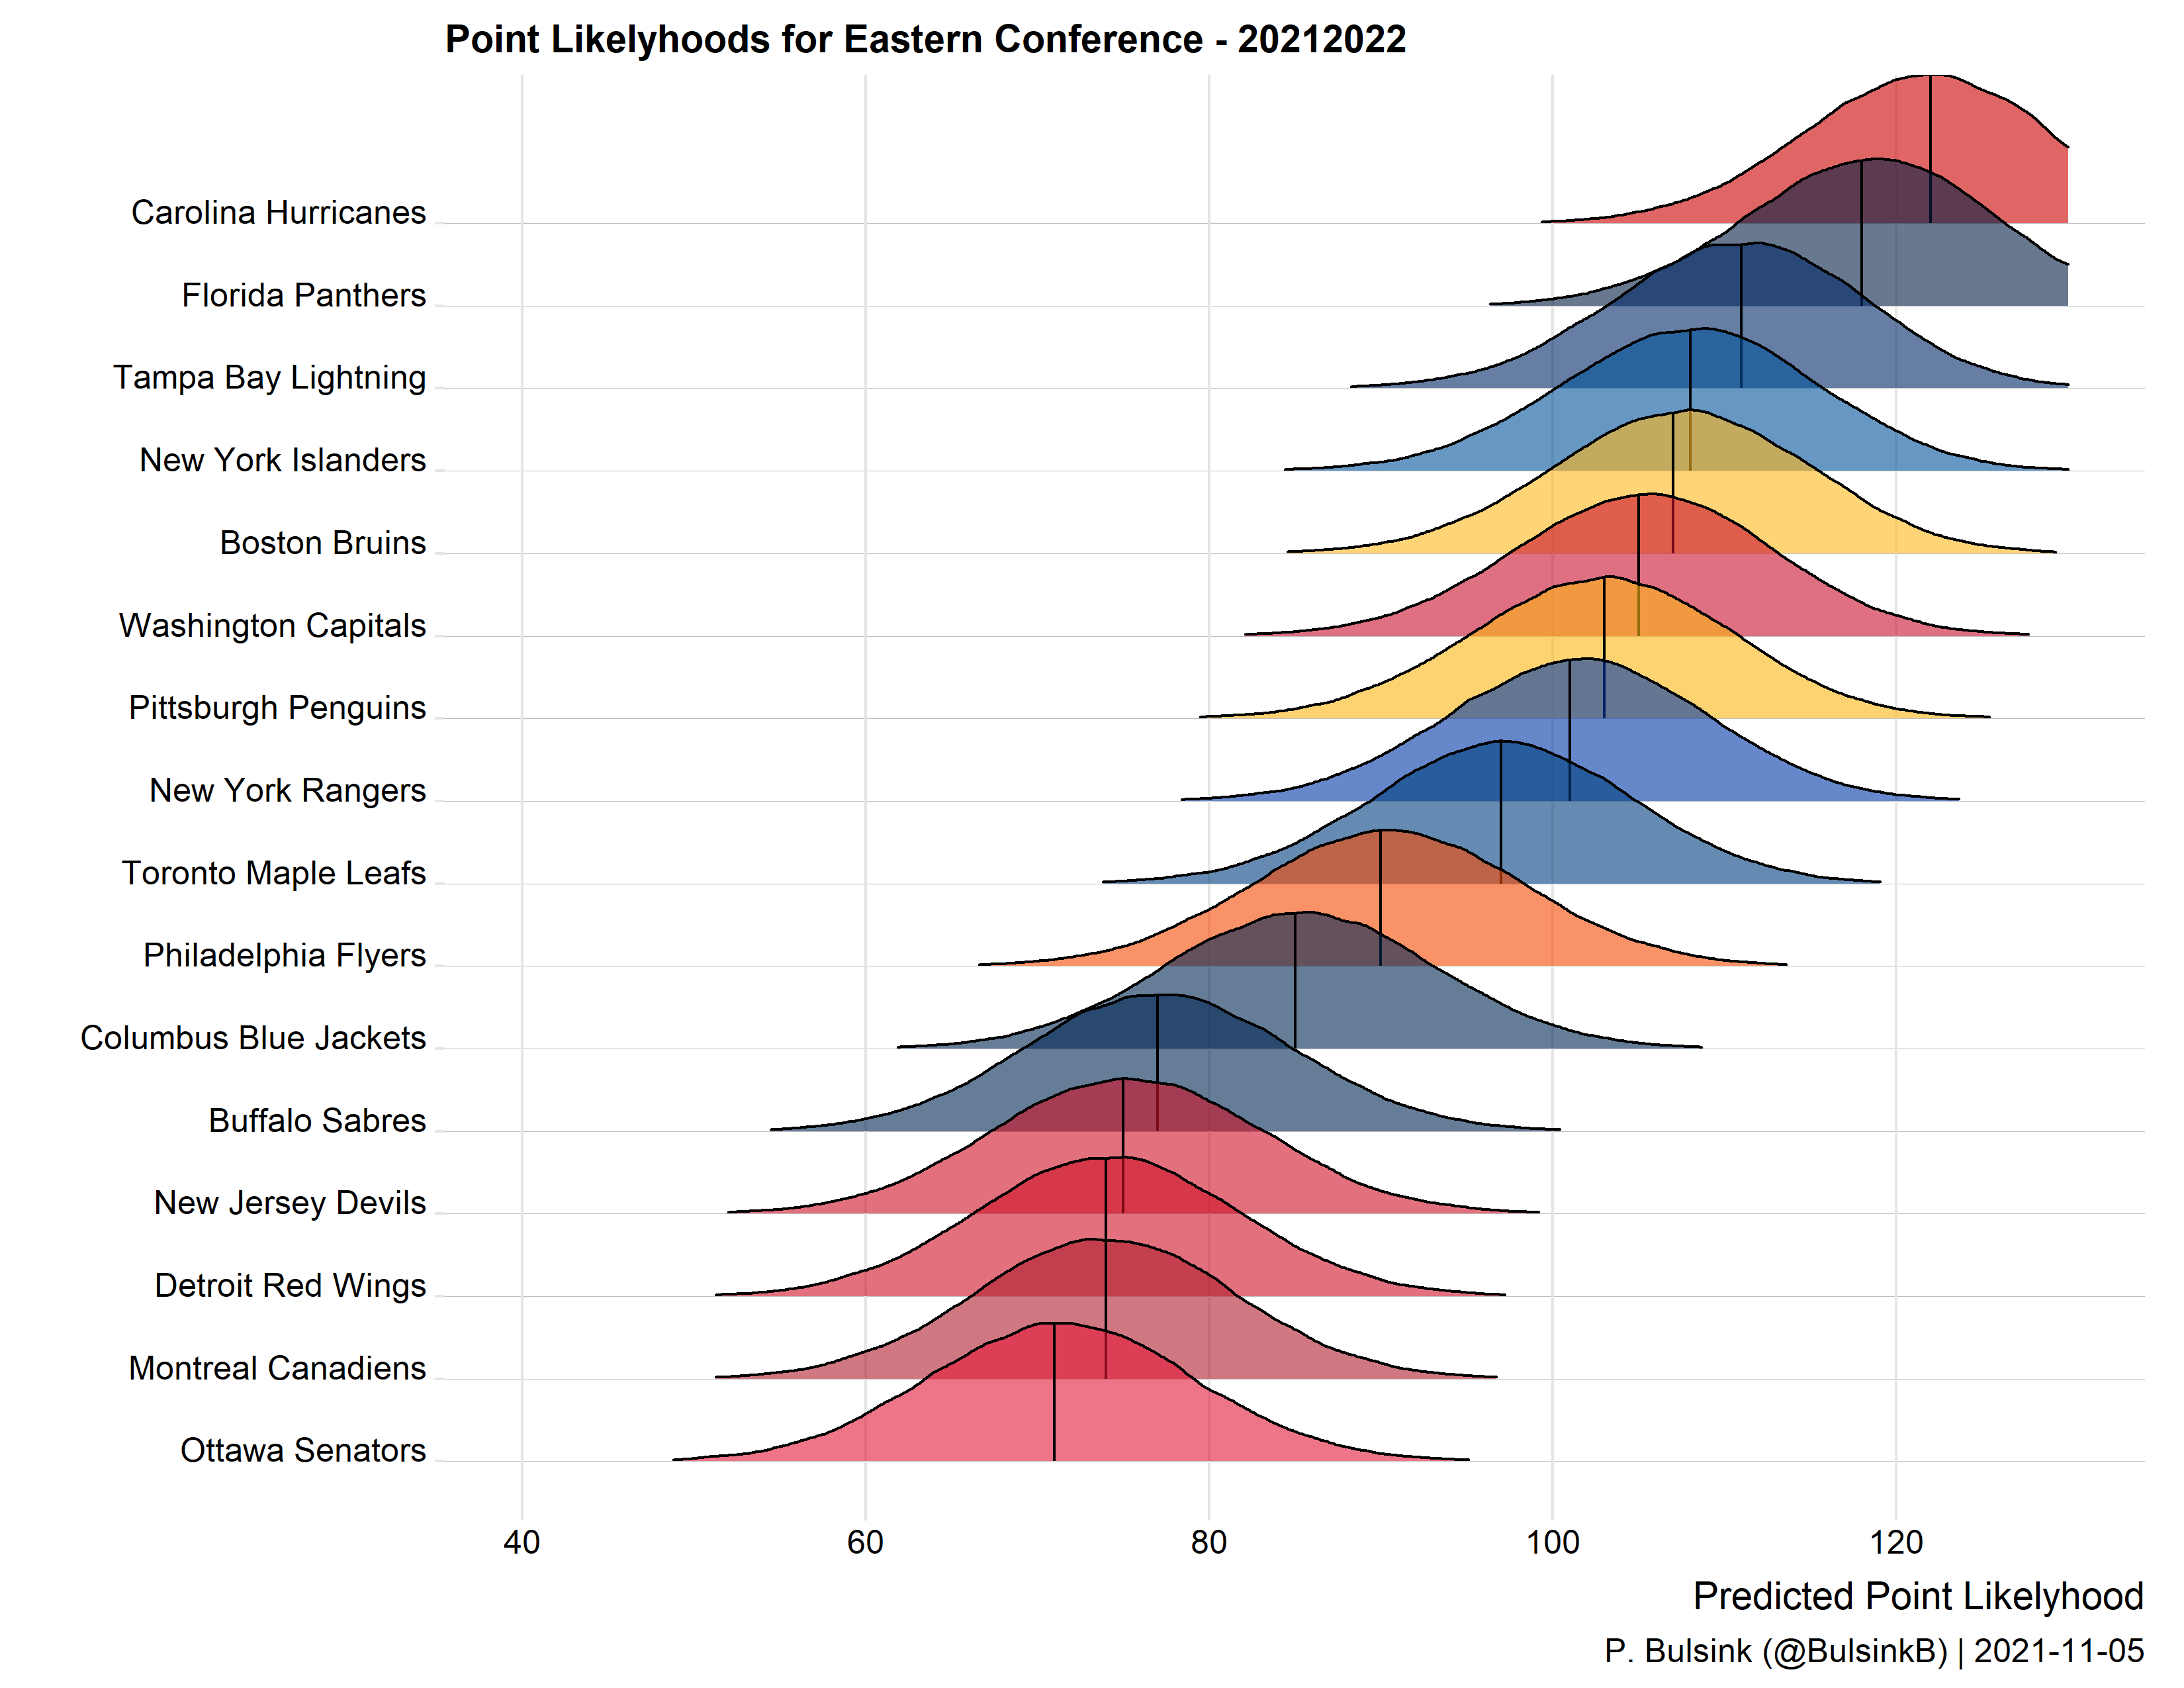 Point Likelyhoods for Eastern Conference - 20212022
Carolina Hurricanes
Florida Panthers
Tampa Bay Lightning
New York Islanders
Boston Bruins
Washington Capitals
Pittsburgh Penguins
New York Rangers
Toronto Maple Leafs
Philadelphia Flyers
Columbus Blue Jackets
Buffalo Sabres
New Jersey Devils
Detroit Red Wings
Montreal Canadiens
Ottawa Senators
40 60 80 100 120
Predicted Point Likelyhood
P. Bulsink (@BulsinkB) | 2021-11-05